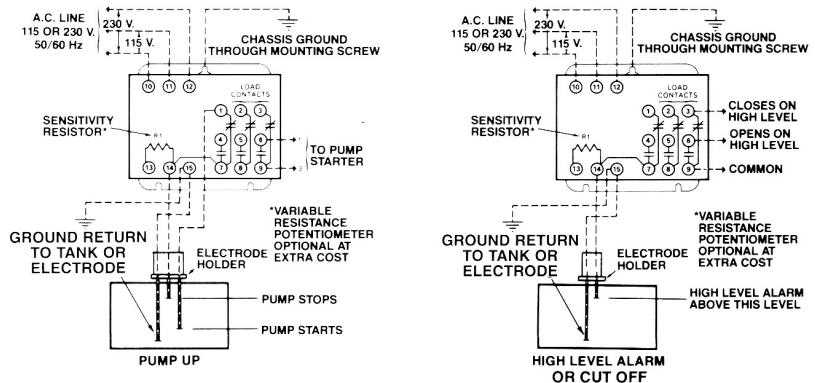 A.C. LINE
115 OR 230 V.
50/60 Hz
230 V.
115 V.
CHASSIS GROUND
THROUGH MOUNTING SCREW
10 11 12
LOAD
CONTACTS
1 2 3
SENSITIVITY
RESISTOR*
R1
4 5 6
1
TO PUMP
STARTER
3
13 14 15 7 8 9
*VARIABLE
RESISTANCE
POTENTIOMETER
OPTIONAL AT
EXTRA COST
GROUND RETURN
TO TANK OR
ELECTRODE
ELECTRODE
HOLDER
PUMP STOPS
PUMP STARTS
PUMP UP
A.C. LINE
115 OR 230 V.
50/60 Hz
230 V.
115 V.
CHASSIS GROUND
THROUGH MOUNTING SCREW
10 11 12
LOAD
CONTACTS
1 2 3
CLOSES ON
HIGH LEVEL
SENSITIVITY
RESISTOR*
R1
4 5 6
OPENS ON
HIGH LEVEL
13 14 15 7 8 9
COMMON
*VARIABLE
RESISTANCE
POTENTIOMETER
OPTIONAL AT
EXTRA COST
GROUND RETURN
TO TANK OR
ELECTRODE
ELECTRODE
HOLDER
HIGH LEVEL ALARM
ABOVE THIS LEVEL
HIGH LEVEL ALARM
OR CUT OFF